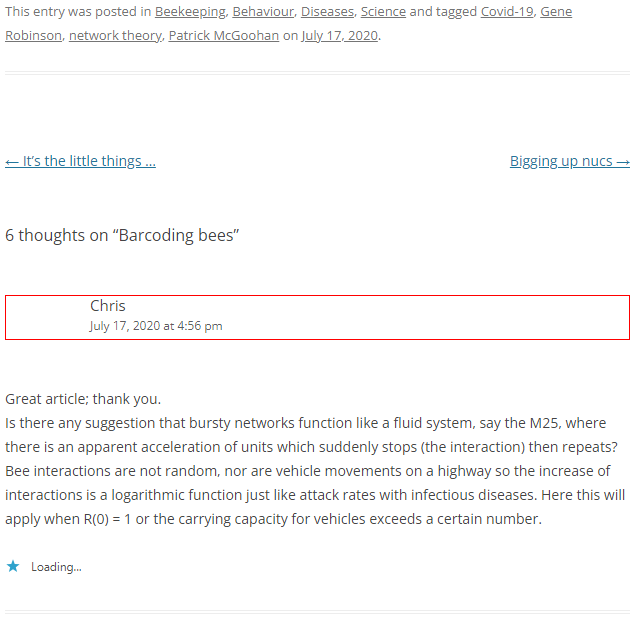 This entry was posted in Beekeeping, Behaviour, Diseases, Science and tagged Covid-19, Gene
Robinson, network theory, Patrick McGoohan on July 17, 2020.
← It’s the little things …
Bigging up nucs →
6 thoughts on “Barcoding bees”
Chris
July 17, 2020 at 4:56 pm
Great article; thank you.
Is there any suggestion that bursty networks function like a fluid system, say the M25, where
there is an apparent acceleration of units which suddenly stops (the interaction) then repeats?
Bee interactions are not random, nor are vehicle movements on a highway so the increase of
interactions is a logarithmic function just like attack rates with infectious diseases. Here this will
apply when R(0) = 1 or the carrying capacity for vehicles exceeds a certain number.
Loading...